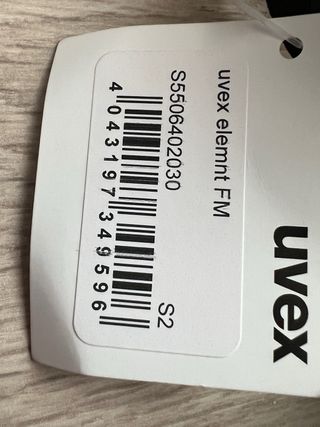 uvex elemnt FM
S5506402030
4 043197 349596
S2
uvex